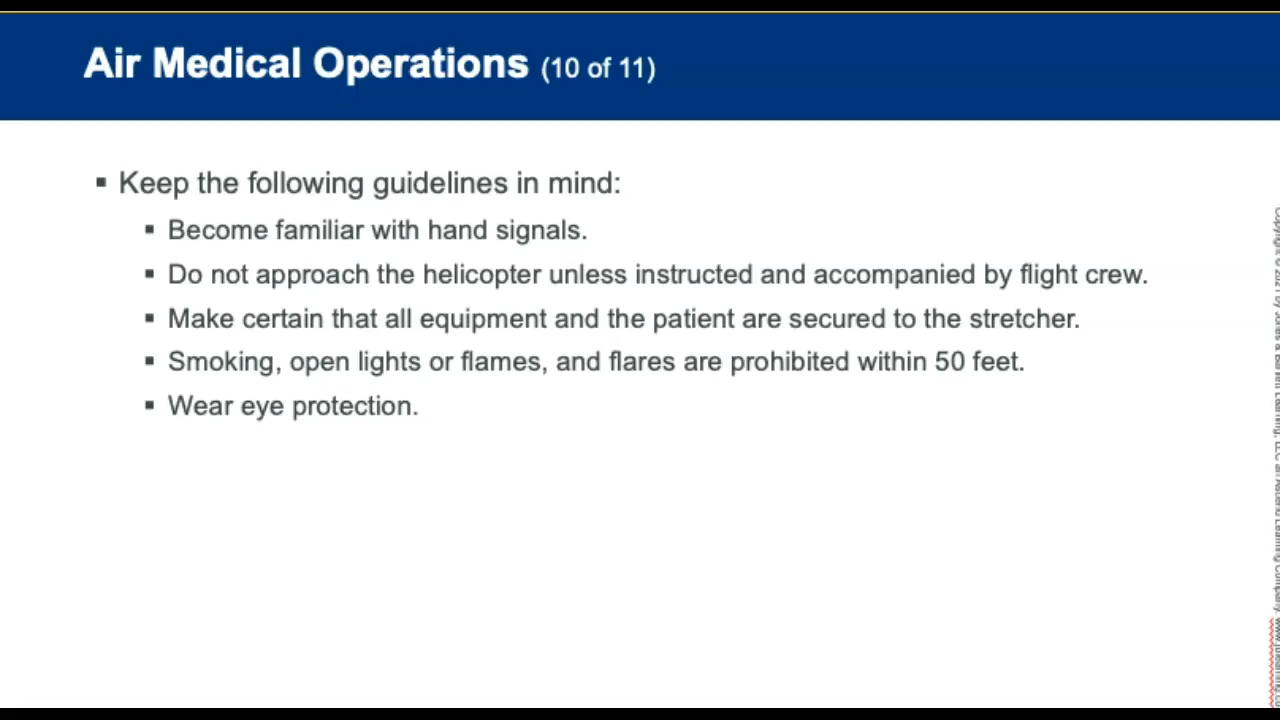 Air Medical Operations (10 of 11)
▪ Keep the following guidelines in mind:
▪ Become familiar with hand signals.
▪ Do not approach the helicopter unless instructed and accompanied by flight crew.
▪ Make certain that all equipment and the patient are secured to the stretcher.
▪ Smoking, open lights or flames, and flares are prohibited within 50 feet.
▪ Wear eye protection.